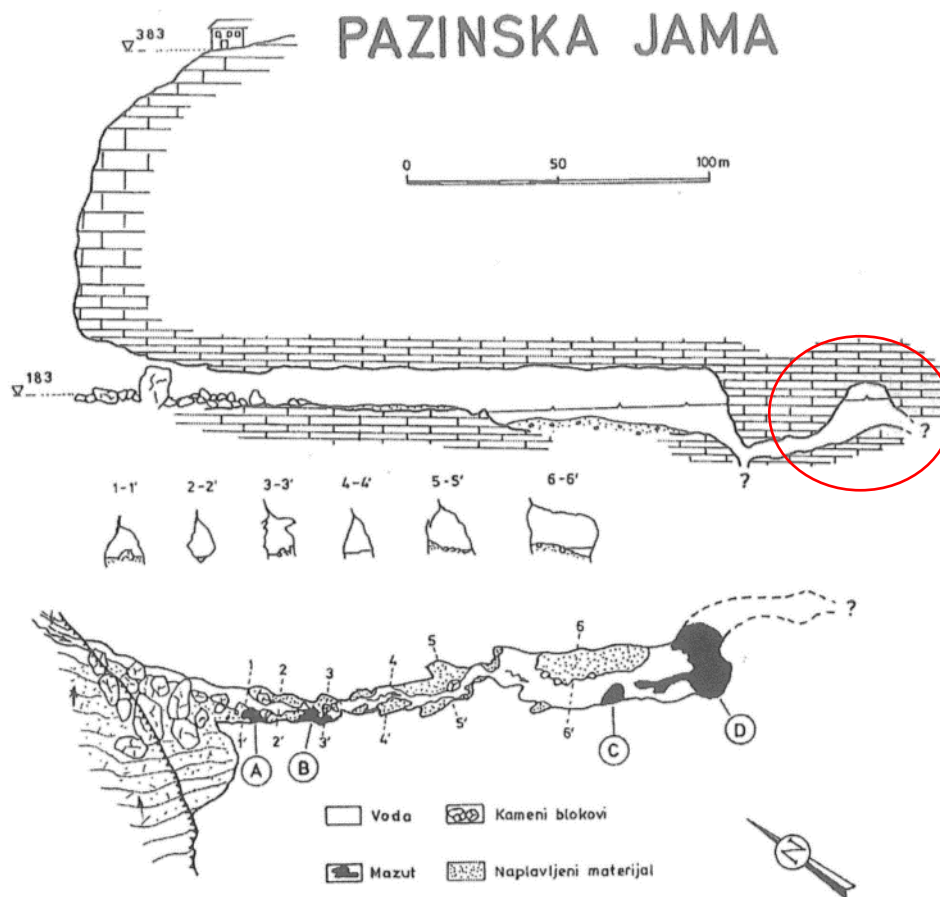 PAZINSKA JAMA
383
0 50 100 m
183
?
?
1-1' 2-2' 3-3' 4-4' 5-5' 6-6'
?
1 2 3 4 5 6
1' 2' 3' 4' 5' 6'
A B C D
Voda Kameni blokovi
Mazut Naplavljeni materijal
N